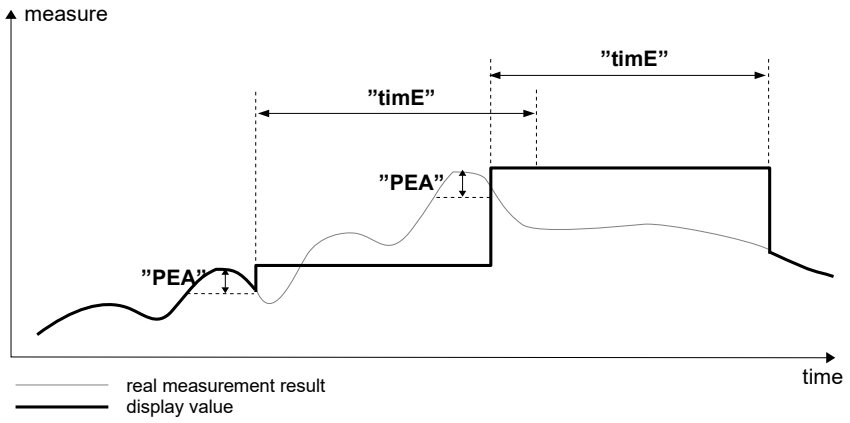 measure
”timE”
”timE”
”PEA”
”PEA”
time
real measurement result
display value